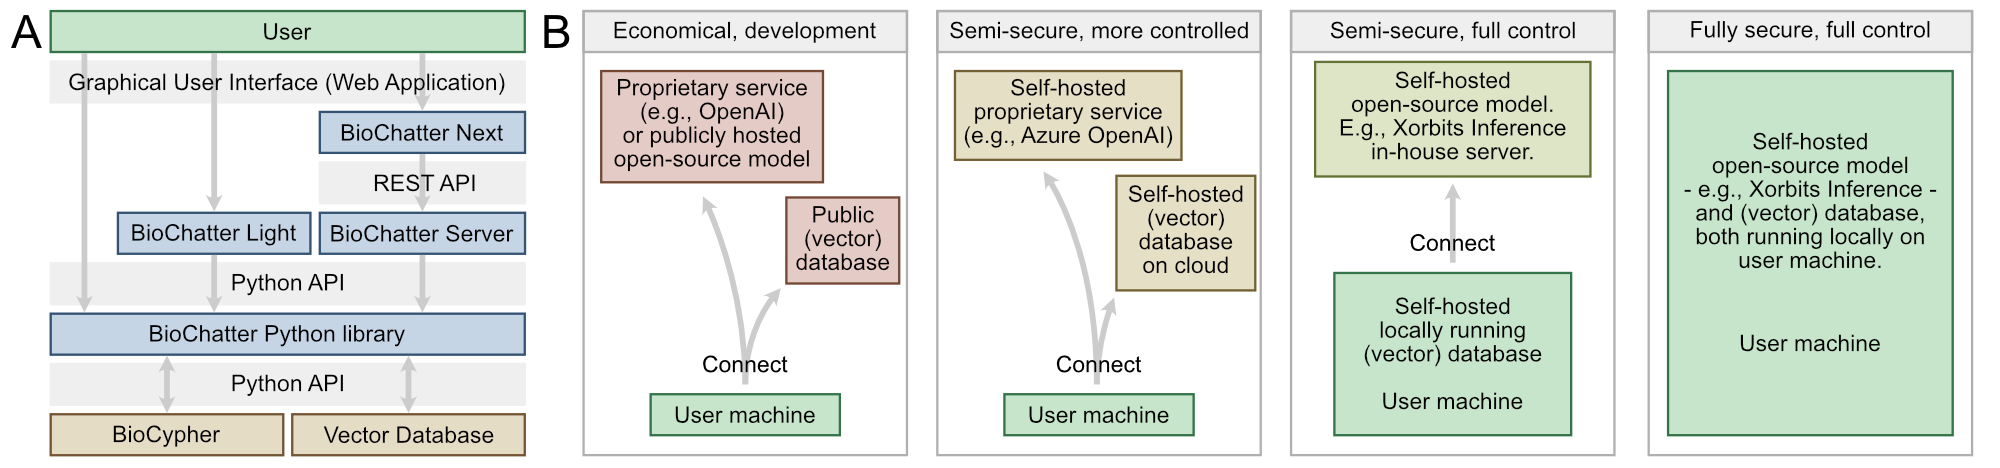 A
User
Graphical User Interface (Web Application)
BioChatter Next
REST API
BioChatter Light
BioChatter Server
Python API
BioChatter Python library
Python API
BioCypher
Vector Database
B
Economical, development
Proprietary service
(e.g., OpenAI)
or publicly hosted
open-source model
Public
(vector)
database
Connect
User machine
Semi-secure, more controlled
Self-hosted
proprietary service
(e.g., Azure OpenAI)
Self-hosted
(vector)
database
on cloud
Connect
User machine
Semi-secure, full control
Self-hosted
open-source model.
E.g., Xorbits Inference
in-house server.
Connect
Self-hosted
locally running
(vector) database
User machine
Fully secure, full control
Self-hosted
open-source model
- e.g., Xorbits Inference -
and (vector) database,
both running locally on
user machine.
User machine